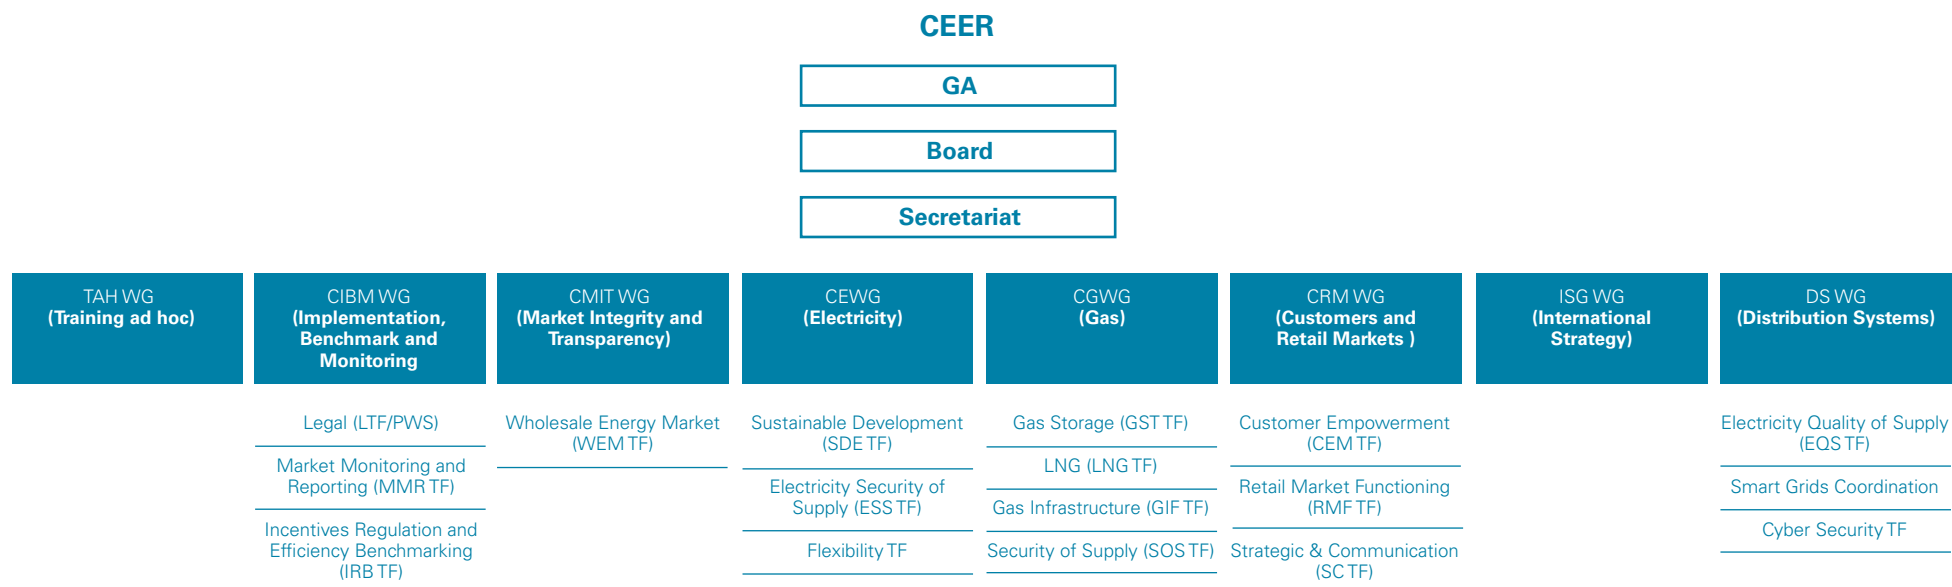 CEER
GA
Board
Secretariat
TAH WG
(Training ad hoc)
CIBM WG
(Implementation,
Benchmark and
Monitoring
CMIT WG
(Market Integrity and
Transparency)
CEWG
(Electricity)
CGWG
(Gas)
CRM WG
(Customers and
Retail Markets )
ISG WG
(International
Strategy)
DS WG
(Distribution Systems)
Legal (LTF/PWS)
Market Monitoring and
Reporting (MMR TF)
Incentives Regulation and
Efficiency Benchmarking
(IRB TF)
Wholesale Energy Market
(WEM TF)
Sustainable Development
(SDE TF)
Electricity Security of
Supply (ESS TF)
Flexibility TF
Gas Storage (GST TF)
LNG (LNG TF)
Gas Infrastructure (GIF TF)
Security of Supply (SOS TF)
Customer Empowerment
(CEM TF)
Retail Market Functioning
(RMF TF)
Strategic & Communication
(SC TF)
Electricity Quality of Supply
(EQS TF)
Smart Grids Coordination
Cyber Security TF